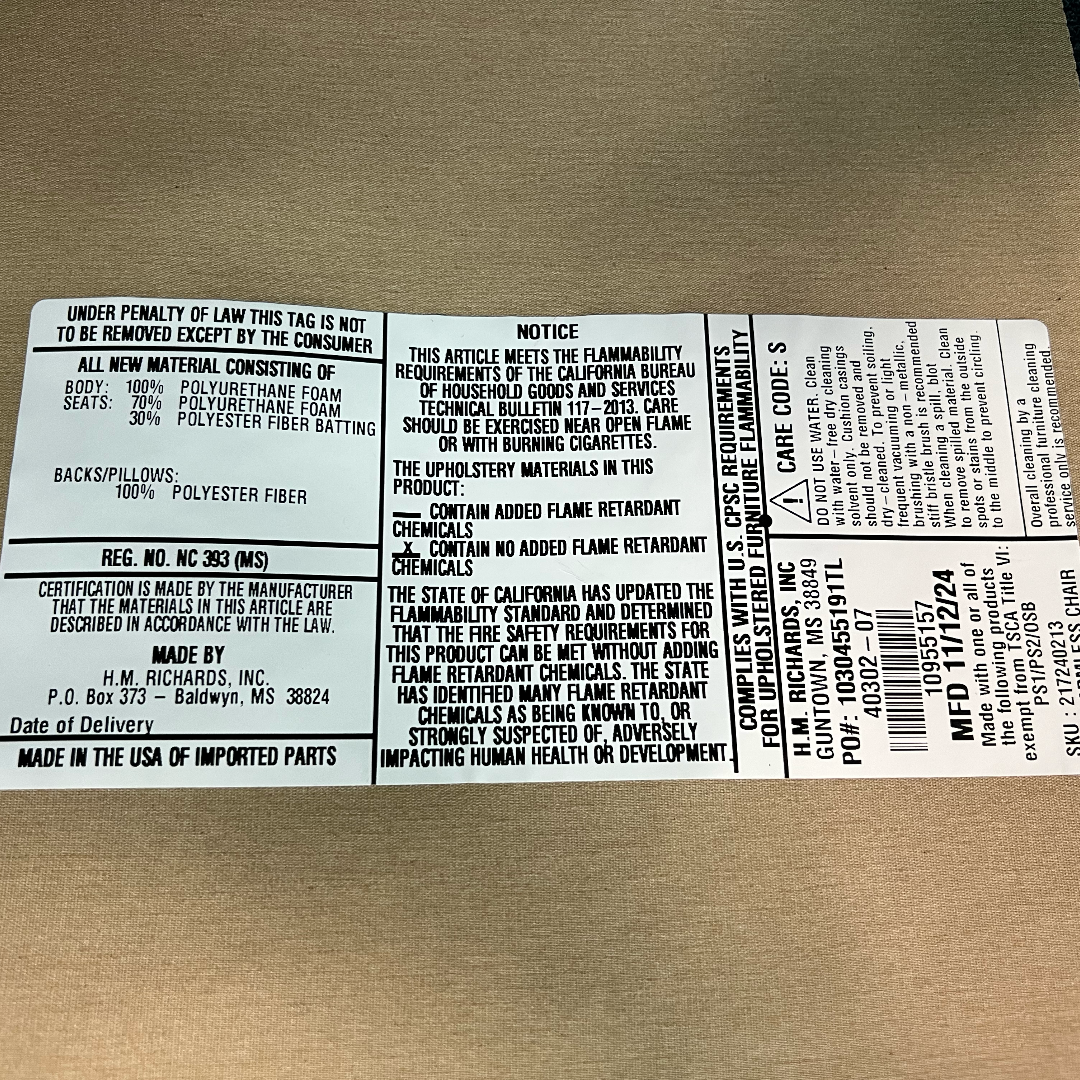 UNDER PENALTY OF LAW THIS TAG IS NOT
TO BE REMOVED EXCEPT BY THE CONSUMER
ALL NEW MATERIAL CONSISTING OF
BODY: 100% POLYURETHANE FOAM
SEATS: 70% POLYURETHANE FOAM
30% POLYESTER FIBER BATTING
BACKS/PILLOWS:
100% POLYESTER FIBER
REG. NO. NC 393 (MS)
CERTIFICATION IS MADE BY THE MANUFACTURER
THAT THE MATERIALS IN THIS ARTICLE ARE
DESCRIBED IN ACCORDANCE WITH THE LAW.
MADE BY
H.M. RICHARDS, INC.
P.O. Box 373 – Baldwyn, MS 38824
Date of Delivery
MADE IN THE USA OF IMPORTED PARTS
NOTICE
THIS ARTICLE MEETS THE FLAMMABILITY
REQUIREMENTS OF THE CALIFORNIA BUREAU
OF HOUSEHOLD GOODS AND SERVICES
TECHNICAL BULLETIN 117–2013. CARE
SHOULD BE EXERCISED NEAR OPEN FLAME
OR WITH BURNING CIGARETTES.
THE UPHOLSTERY MATERIALS IN THIS
PRODUCT:
___ CONTAIN ADDED FLAME RETARDANT
CHEMICALS
_X_ CONTAIN NO ADDED FLAME RETARDANT
CHEMICALS
THE STATE OF CALIFORNIA HAS UPDATED THE
FLAMMABILITY STANDARD AND DETERMINED
THAT THE FIRE SAFETY REQUIREMENTS FOR
THIS PRODUCT CAN BE MET WITHOUT ADDING
FLAME RETARDANT CHEMICALS. THE STATE
HAS IDENTIFIED MANY FLAME RETARDANT
CHEMICALS AS BEING KNOWN TO, OR
STRONGLY SUSPECTED OF, ADVERSELY
IMPACTING HUMAN HEALTH OR DEVELOPMENT.
COMPLIES WITH U.S. CPSC REQUIREMENTS
FOR UPHOLSTERED FURNITURE FLAMMABILITY
CARE CODE: S
DO NOT USE WATER. Clean
with water–free dry cleaning
solvent only. Cushion casings
should not be removed and
dry–cleaned. To prevent soiling,
frequent vacuuming or light
brushing with a non–metallic,
stiff bristle brush is recommended
When cleaning a spill, blot
to remove spilled material. Clean
spots or stains from the outside
to the middle to prevent circling.
Overall cleaning by a
professional furniture cleaning
service only is recommended.
H.M. RICHARDS, INC
GUNTOWN, MS 38849
PO#: 1030455191TL
40302–07
10955157
MFD 11/12/24
Made with one or all of
the following products
exempt from TSCA Title VI:
PS1/PS2/OSB
SKU : 217240213
CHAIR